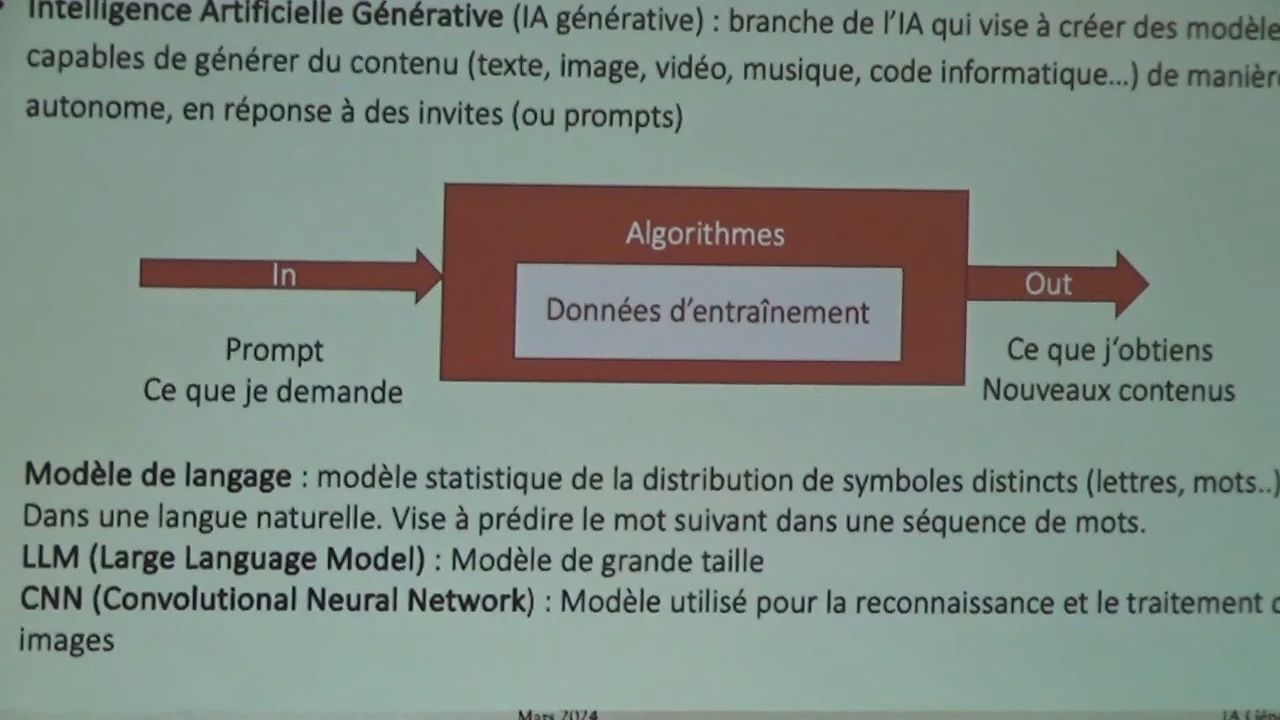 Intelligence Artificielle Générative (IA générative) : branche de l'IA qui vise à créer des modèle
capables de générer du contenu (texte, image, vidéo, musique, code informatique...) de manièr
autonome, en réponse à des invites (ou prompts)
Algorithmes
In
Données d'entraînement
Out
Prompt
Ce que je demande
Ce que j'obtiens
Nouveaux contenus
Modèle de langage : modèle statistique de la distribution de symboles distincts (lettres, mots..)
Dans une langue naturelle. Vise à prédire le mot suivant dans une séquence de mots.
LLM (Large Language Model) : Modèle de grande taille
CNN (Convolutional Neural Network) : Modèle utilisé pour la reconnaissance et le traitement
images
Mars 2024
IA